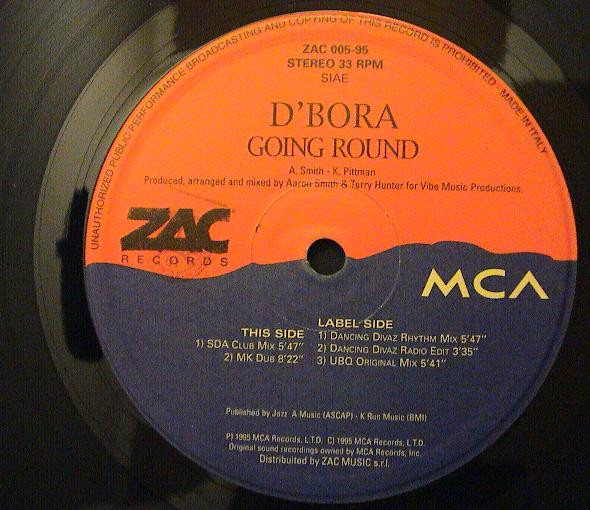 UNAUTHORIZED PUBLIC PERFORMANCE BROADCASTING AND COPYING OF THIS RECORD IS PROHIBITED - MADE IN ITALY
ZAC 005-95
STEREO 33 RPM
SIAE
D'BORA
GOING ROUND
A. Smith - K. Pittman
Produced, arranged and mixed by Aaron Smith & Terry Hunter for Vibe Music Productions.
ZAC
RECORDS
MCA
THIS SIDE
1) SDA CLUB MIX 5'47"
2) MK DUB 8'22"
LABEL SIDE
1) DANCING DIVAZ RHYTHM MIX 5'47"
2) DANCING DIVAZ RADIO EDIT 3'35"
3) UBQ ORIGINAL MIX 5'41"
Published by Jazz A Music (ASCAP) - K Run Music (BMI)
P) 1995 MCA Records, L.T.D. C) 1995 MCA Records, L.T.D.
Original sound recordings owned by MCA Records, Inc.
Distribuited by ZAC MUSIC s.r.l.